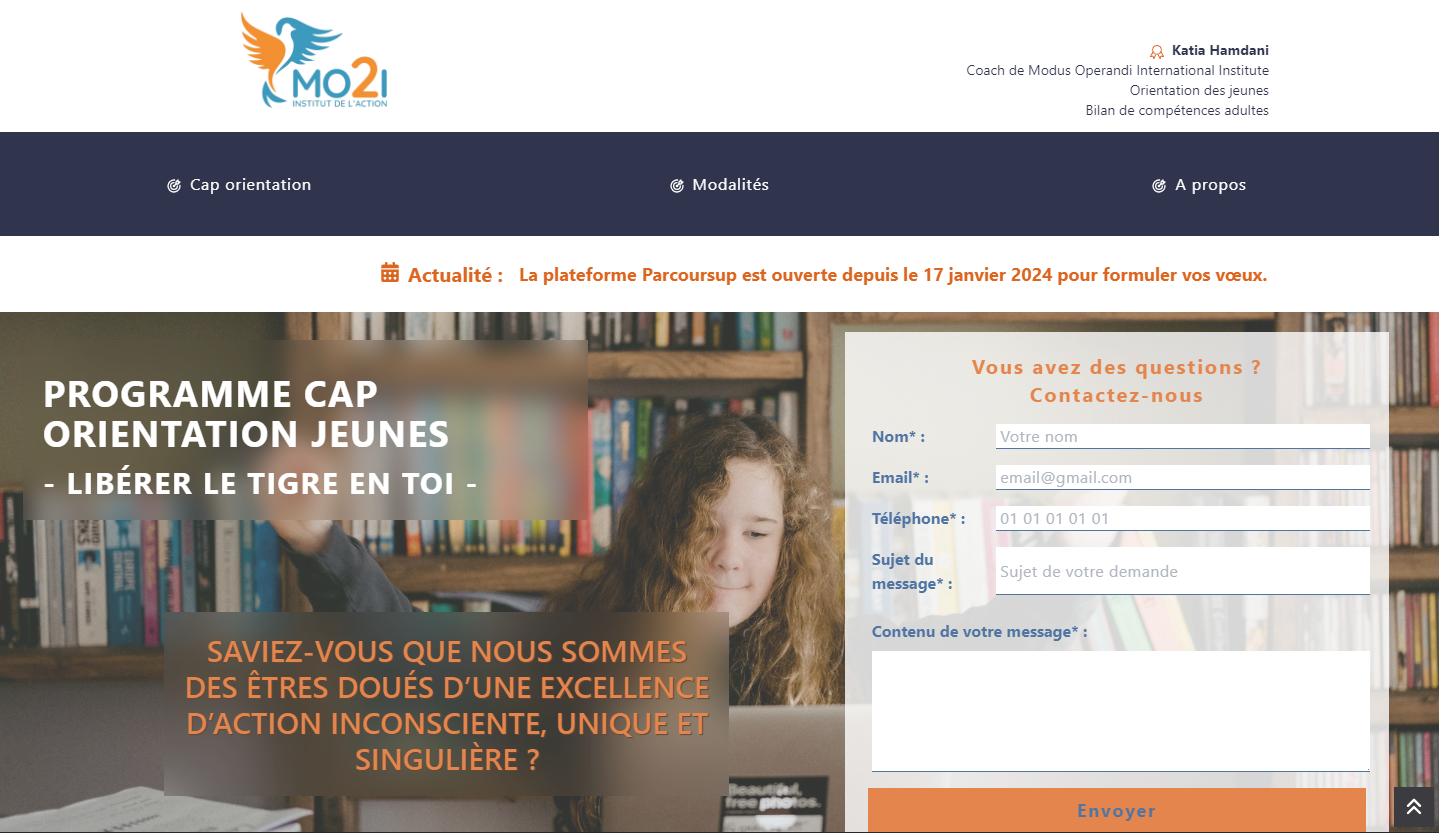 MO2I
INSTITUT DE L'ACTION
Katia Hamdani
Coach de Modus Operandi International Institute
Orientation des jeunes
Bilan de compétences adultes
Cap orientation
Modalités
A propos
Actualité : La plateforme Parcoursup est ouverte depuis le 17 janvier 2024 pour formuler vos vœux.
PROGRAMME CAP
ORIENTATION JEUNES
- LIBÉRER LE TIGRE EN TOI -
SAVIEZ-VOUS QUE NOUS SOMMES
DES ÊTRES DOUÉS D’UNE EXCELLENCE
D’ACTION INCONSCIENTE, UNIQUE ET
SINGULIÈRE ?
Beautiful,
free photos.
Vous avez des questions ?
Contactez-nous
Nom* : Votre nom
Email* : email@gmail.com
Téléphone* : 01 01 01 01 01
Sujet du
message* : Sujet de votre demande
Contenu de votre message* :
Envoyer